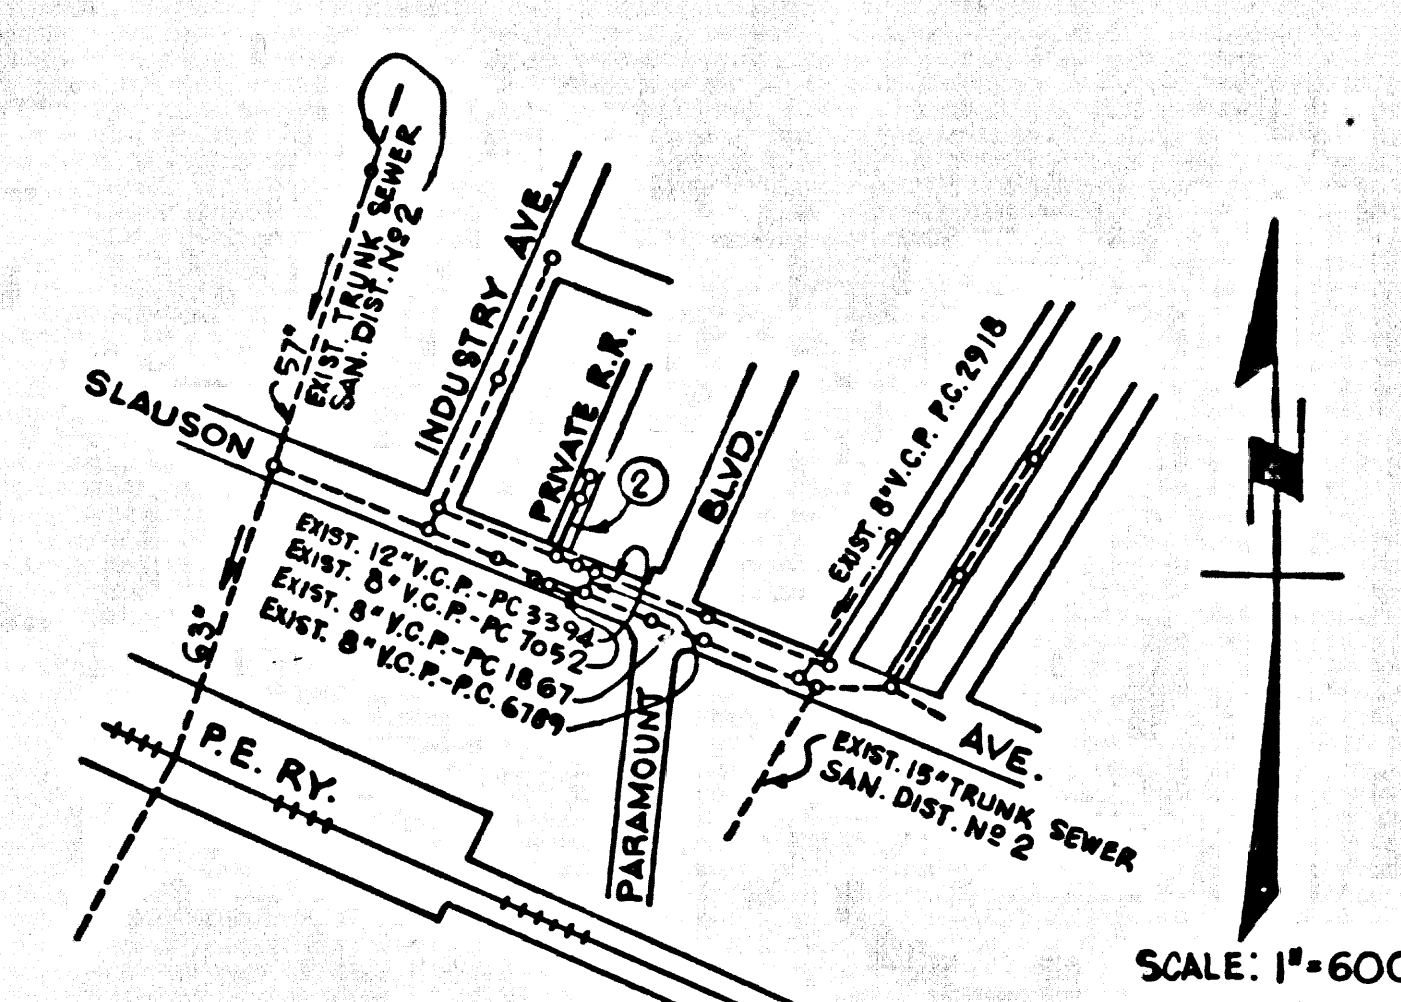 EXIST. TRUNK SEWER
SAN. DIST. Nº 2
57"
SLAUSON
INDUSTRY AVE.
PRIVATE R.R.
2
BLVD.
EXIST. 8" V.C.P. P.C. 2918
EXIST. 12" V.C.P.-PC 3394
EXIST. 8" V.C.P.-PC 7052
EXIST. 8" V.C.P.-PC 1867
EXIST. 8" V.C.P.-P.C. 6789
63"
P.E. RY.
PARAMOUNT
AVE.
EXIST. 15" TRUNK SEWER
SAN. DIST. Nº 2
N
SCALE: 1"=600